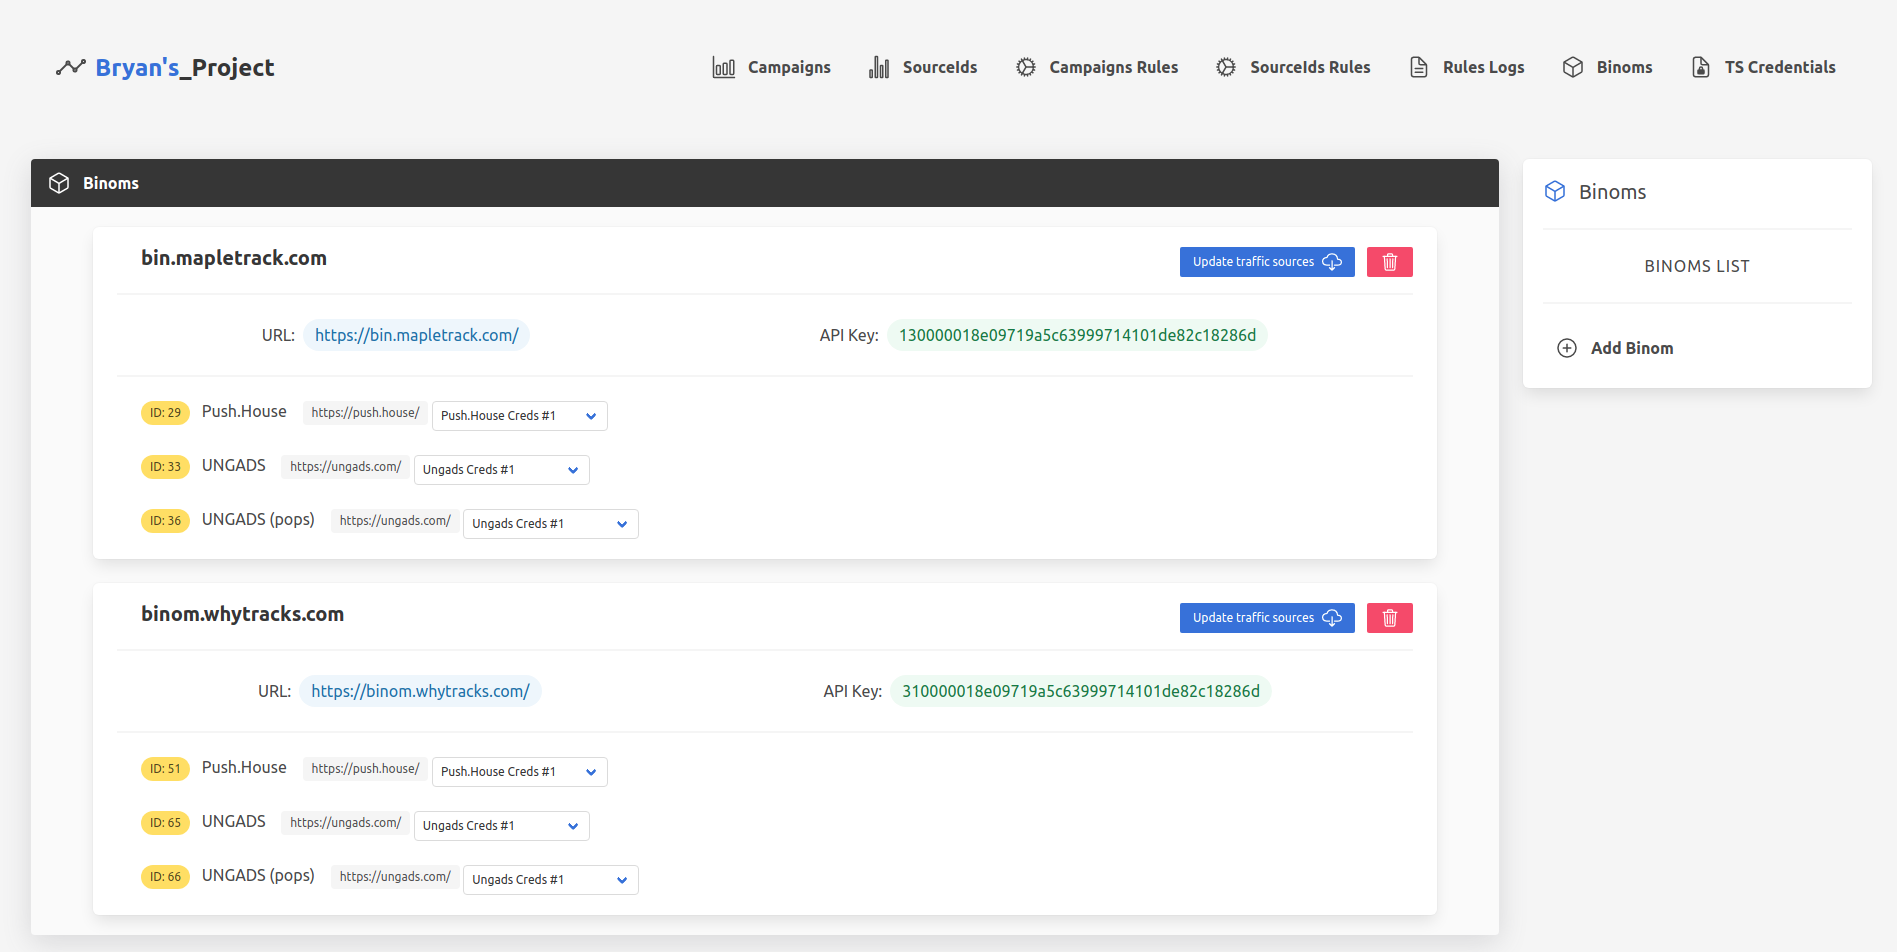 Bryan's_Project
Campaigns
SourceIds
Campaigns Rules
SourceIds Rules
Rules Logs
Binoms
TS Credentials
Binoms
bin.mapletrack.com
Update traffic sources
URL: https://bin.mapletrack.com/
API Key: 130000018e09719a5c63999714101de82c18286d
ID: 29 Push.House https://push.house/ Push.House Creds #1
ID: 33 UNGADS https://ungads.com/ Ungads Creds #1
ID: 36 UNGADS (pops) https://ungads.com/ Ungads Creds #1
binom.whytracks.com
Update traffic sources
URL: https://binom.whytracks.com/
API Key: 310000018e09719a5c63999714101de82c18286d
ID: 51 Push.House https://push.house/ Push.House Creds #1
ID: 65 UNGADS https://ungads.com/ Ungads Creds #1
ID: 66 UNGADS (pops) https://ungads.com/ Ungads Creds #1
Binoms
BINOMS LIST
Add Binom